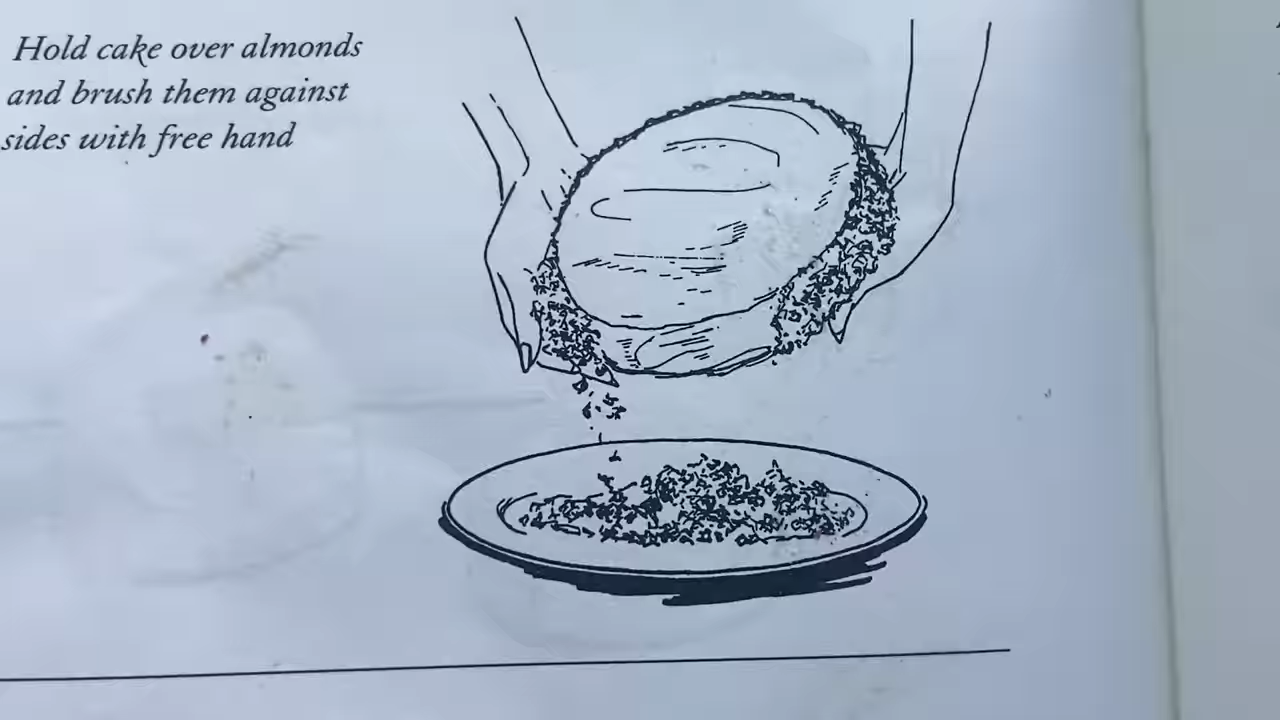 Hold cake over almonds
and brush them against
sides with free hand